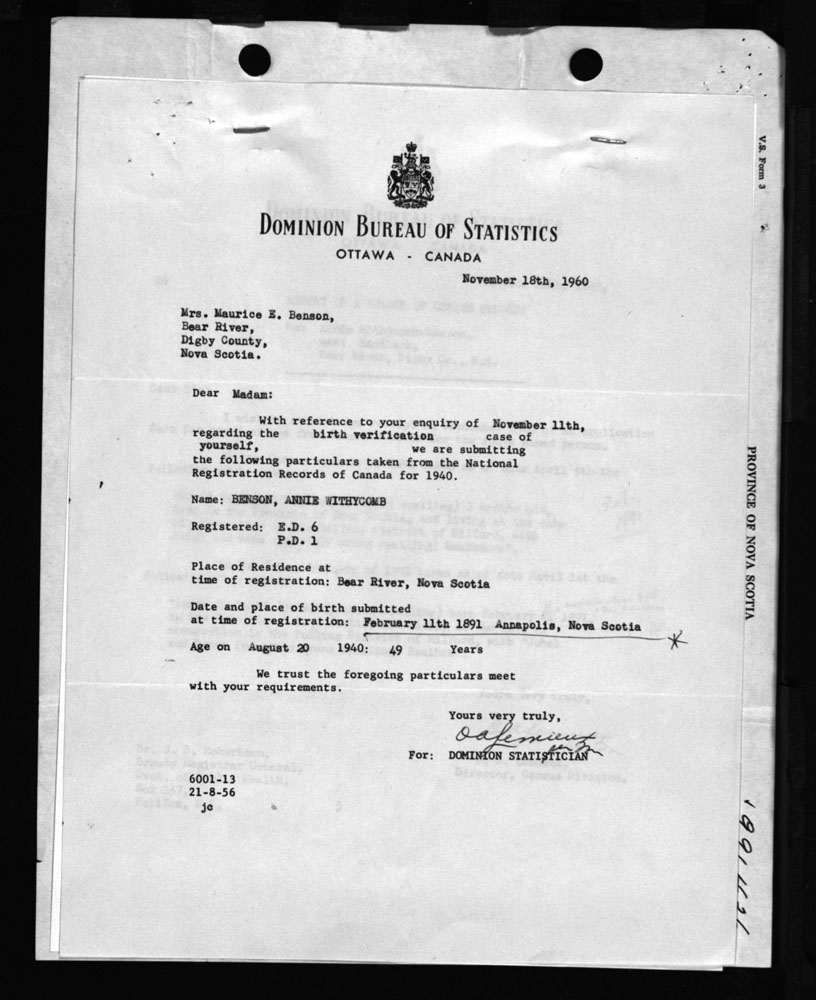 DOMINION BUREAU OF STATISTICS
OTTAWA - CANADA
November 18th, 1960
Mrs. Maurice E. Benson,
Bear River,
Digby County,
Nova Scotia.
Dear Madam:
With reference to your enquiry of November 11th,
regarding the birth verification case of
yourself, we are submitting
the following particulars taken from the National
Registration Records of Canada for 1940.
Name: BENSON, ANNIE WITHYCOMB
Registered: E.D. 6
P.D. 1
Place of Residence at
time of registration: Bear River, Nova Scotia
Date and place of birth submitted
at time of registration: February 11th 1891 Annapolis, Nova Scotia
Age on August 20 1940: 49 Years
We trust the foregoing particulars meet
with your requirements.
Yours very truly,
For: DOMINION STATISTICIAN
6001-13
21-8-56
jc
V.S. Form 3
PROVINCE OF NOVA SCOTIA